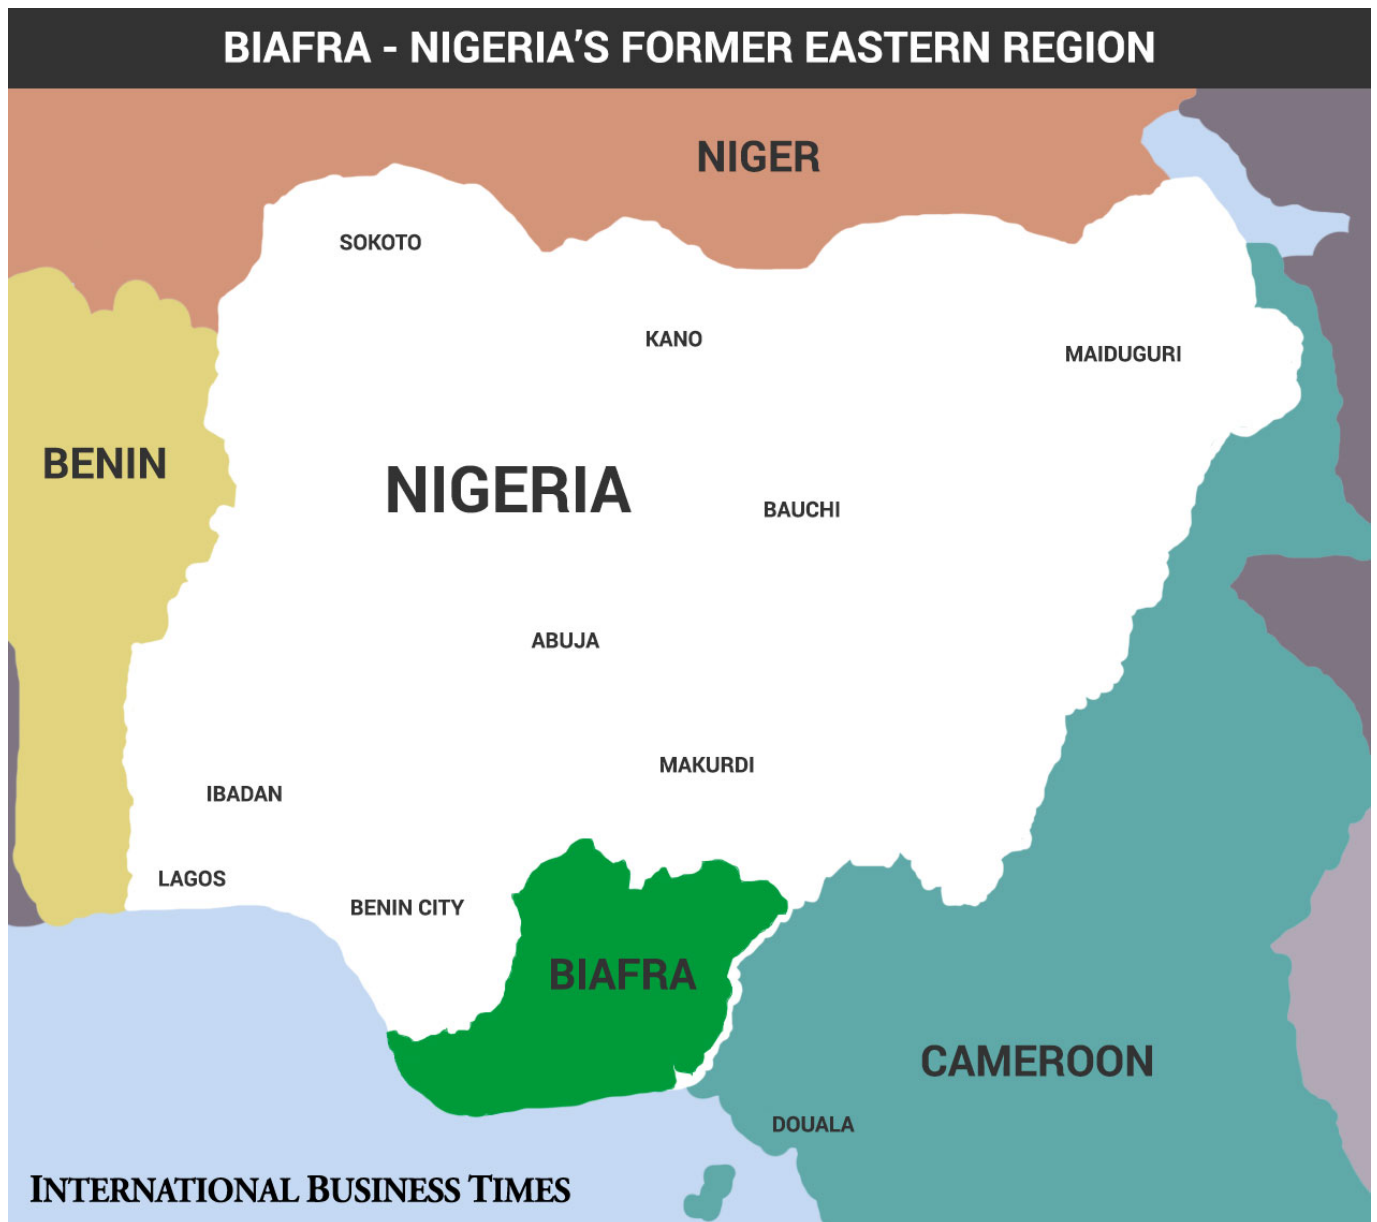 BIAFRA - NIGERIA'S FORMER EASTERN REGION
NIGER
SOKOTO
KANO
MAIDUGURI
BENIN
NIGERIA
BAUCHI
ABUJA
MAKURDI
IBADAN
LAGOS
BENIN CITY
BIAFRA
CAMEROON
DOUALA
INTERNATIONAL BUSINESS TIMES